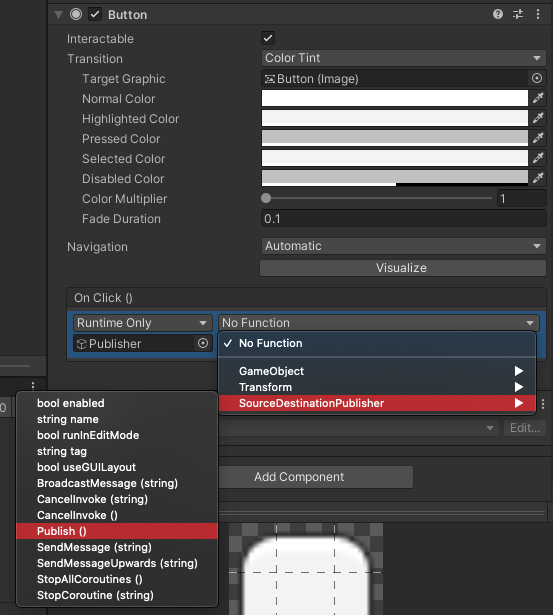 Button
Interactable
Transition Color Tint
Target Graphic Button (Image)
Normal Color
Highlighted Color
Pressed Color
Selected Color
Disabled Color
Color Multiplier 1
Fade Duration 0.1
Navigation Automatic
Visualize
On Click ()
Runtime Only No Function
Publisher
No Function
GameObject
Transform
SourceDestinationPublisher
0
Edit...
Add Component
bool enabled
string name
bool runInEditMode
string tag
bool useGUILayout
BroadcastMessage (string)
CancelInvoke (string)
CancelInvoke ()
Publish ()
SendMessage (string)
SendMessageUpwards (string)
StopAllCoroutines ()
StopCoroutine (string)